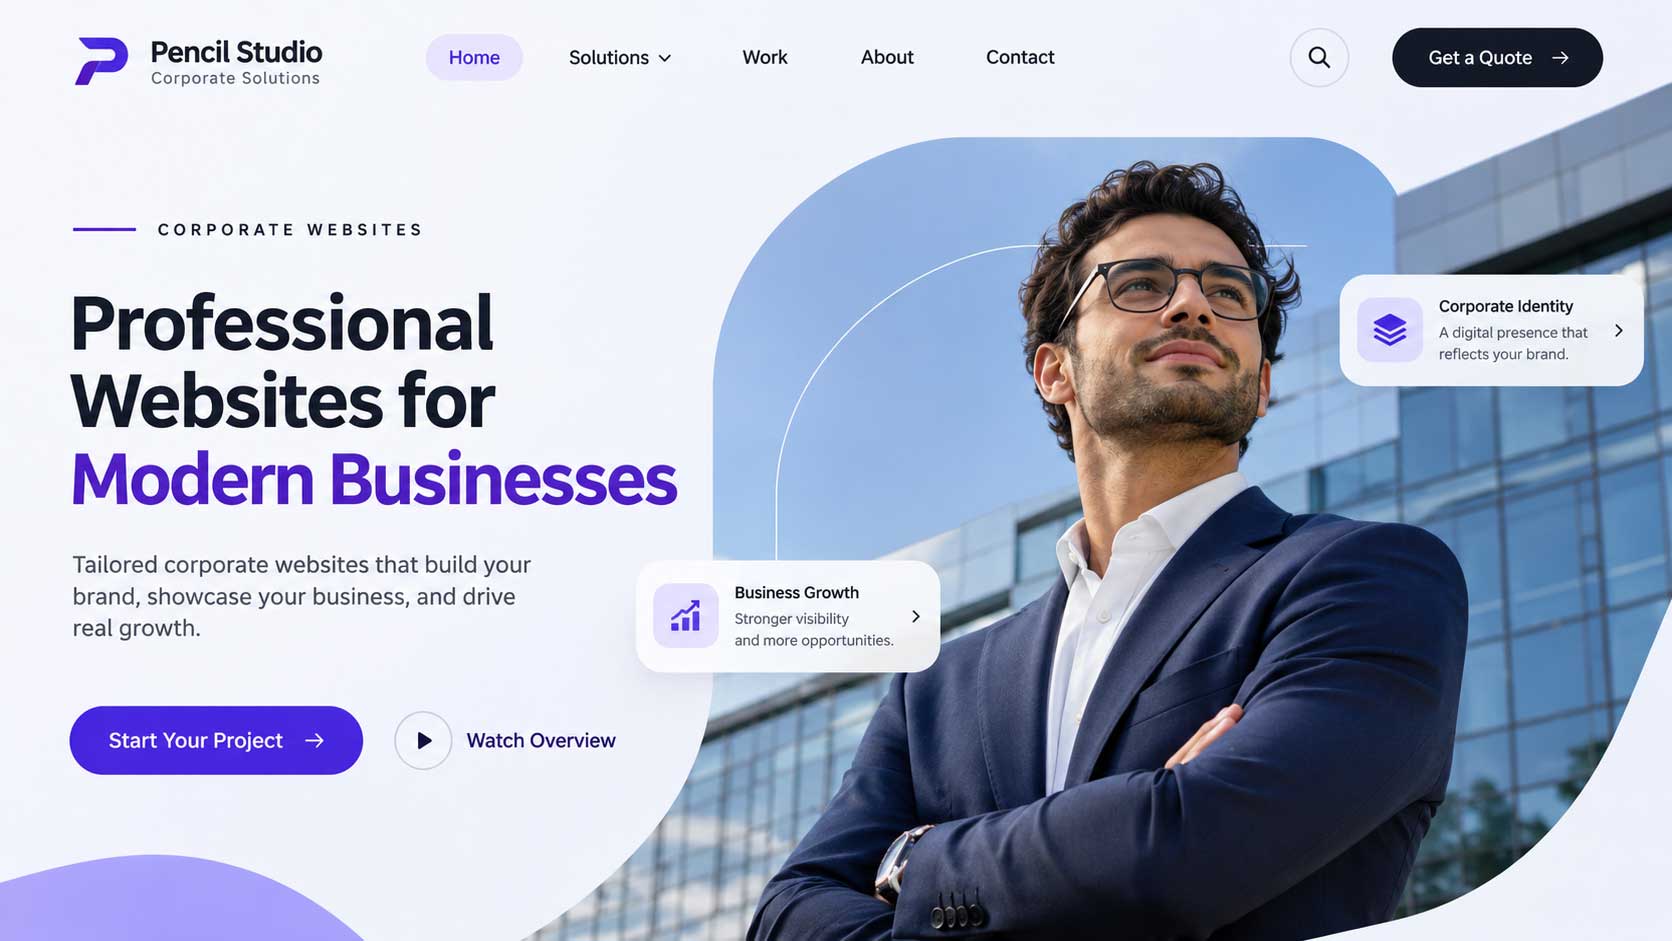 Pencil Studio
Corporate Solutions
Home
Solutions
Work
About
Contact
Get a Quote
CORPORATE WEBSITES
Professional
Websites for
Modern Businesses
Tailored corporate websites that build your
brand, showcase your business, and drive
real growth.
Start Your Project
Watch Overview
Business Growth
Stronger visibility
and more opportunities.
Corporate Identity
A digital presence that
reflects your brand.